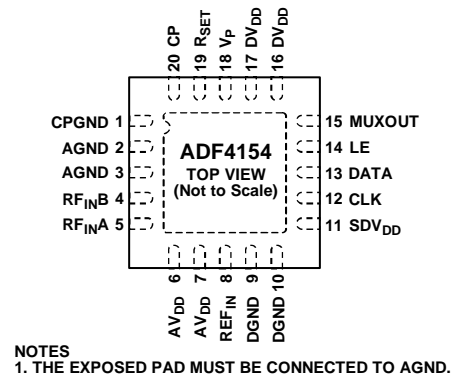 20 CP
19 RSET
18 VP
17 DVDD
16 DVDD
CPGND 1
AGND 2
AGND 3
RFINB 4
RFINA 5
ADF4154
TOP VIEW
(Not to Scale)
15 MUXOUT
14 LE
13 DATA
12 CLK
11 SDVDD
AVDD 6
AVDD 7
REFIN 8
DGND 9
DGND 10
NOTES
1. THE EXPOSED PAD MUST BE CONNECTED TO AGND.